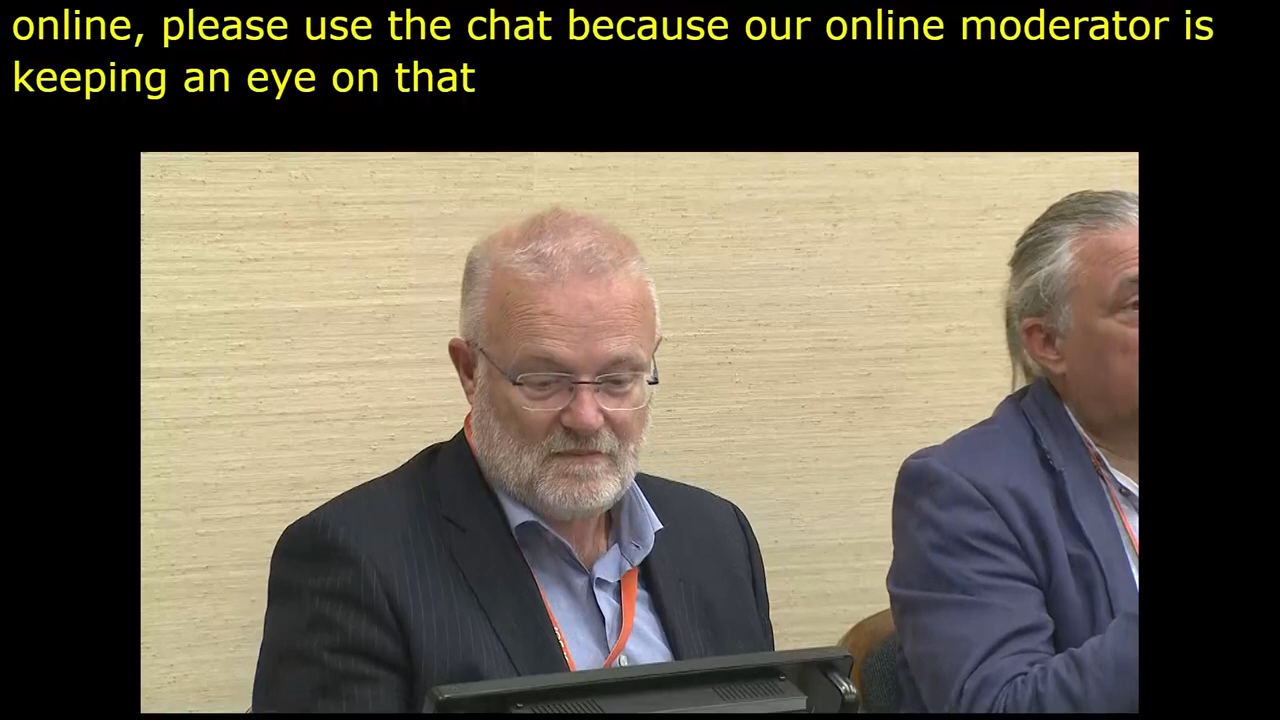 online, please use the chat because our online moderator is
keeping an eye on that